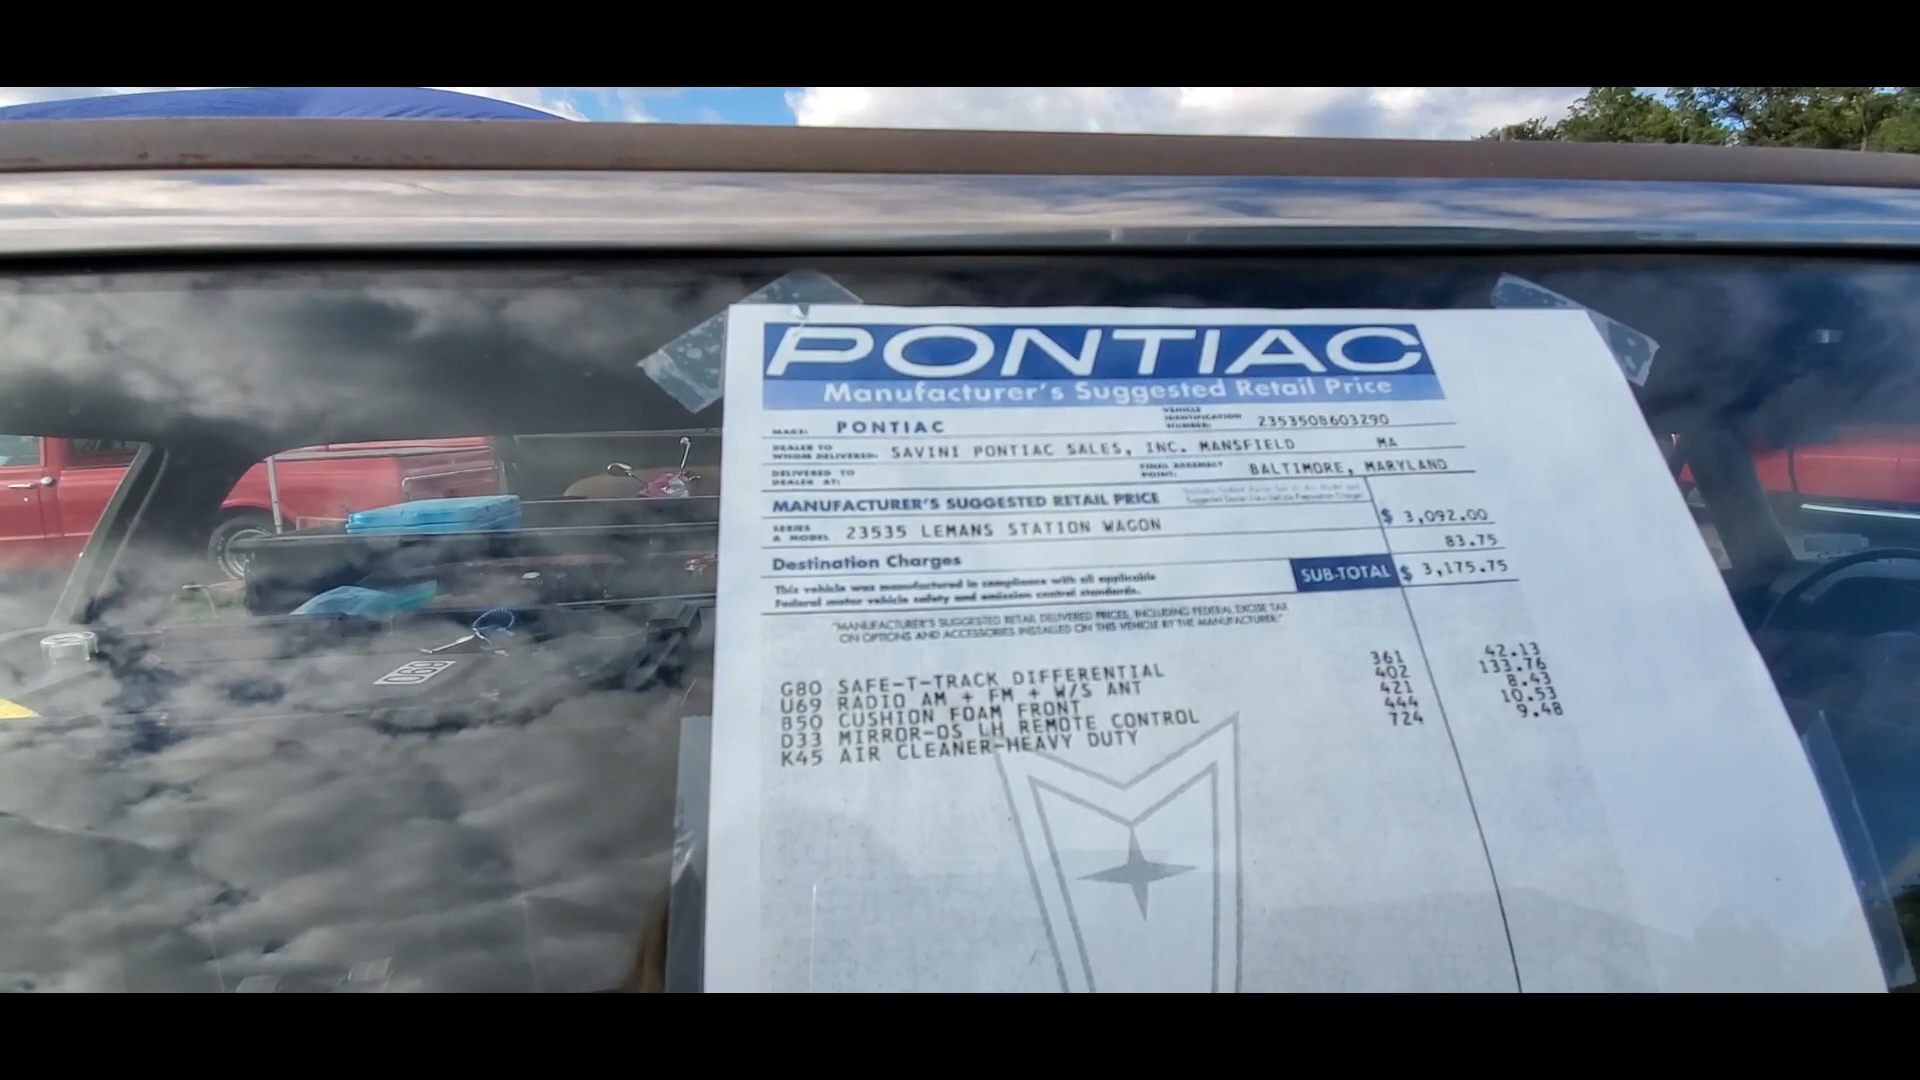 PONTIAC
Manufacturer's Suggested Retail Price
MAKE: PONTIAC VEHICLE IDENTIFICATION NUMBER: 235350B603290
DEALER TO WHOM DELIVERED: SAVINI PONTIAC SALES, INC. MANSFIELD MA
DELIVERED TO DEALER AT: FINAL ASSEMBLY POINT: BALTIMORE, MARYLAND
MANUFACTURER'S SUGGESTED RETAIL PRICE
SERIES & MODEL 23535 LEMANS STATION WAGON $ 3,092.00
Destination Charges 83.75
This vehicle was manufactured in compliance with all applicable
Federal motor vehicle safety and emission control standards.
SUB-TOTAL $ 3,175.75
"MANUFACTURER'S SUGGESTED RETAIL DELIVERED PRICES, INCLUDING FEDERAL EXCISE TAX
ON OPTIONS AND ACCESSORIES INSTALLED ON THIS VEHICLE BY THE MANUFACTURER"
G80 SAFE-T-TRACK DIFFERENTIAL 361 42.13
U69 RADIO AM + FM + W/S ANT 402 133.76
B50 CUSHION FOAM FRONT 421 8.43
D33 MIRROR-OS LH REMOTE CONTROL 444 10.53
K45 AIR CLEANER-HEAVY DUTY 724 9.48